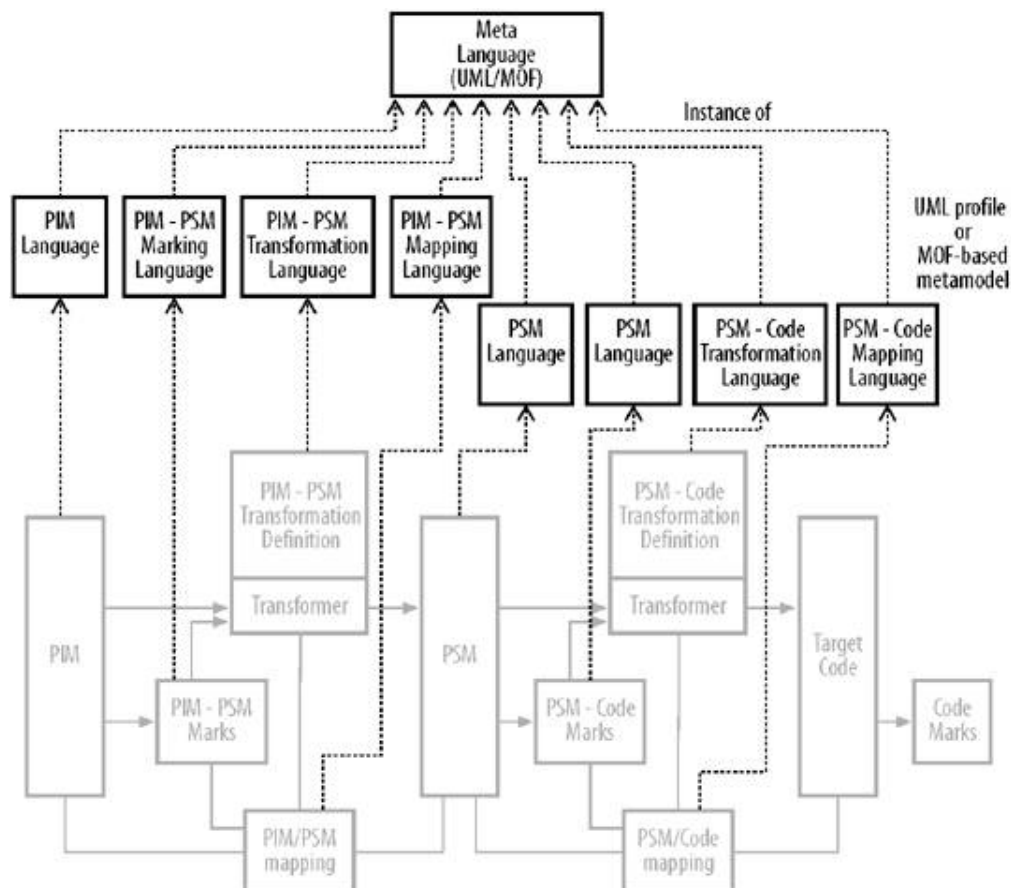 Meta
Language
(UML/MOF)
Instance of
PIM
Language
PIM - PSM
Marking
Language
PIM - PSM
Transformation
Language
PIM - PSM
Mapping
Language
UML profile
or
MOF-based
metamodel
PSM
Language
PSM
Language
PSM - Code
Transformation
Language
PSM - Code
Mapping
Language
PIM - PSM
Transformation
Definition
PSM - Code
Transformation
Definition
Transformer
Transformer
PIM
PSM
Target
Code
PIM - PSM
Marks
PSM - Code
Marks
Code
Marks
PIM/PSM
mapping
PSM/Code
mapping